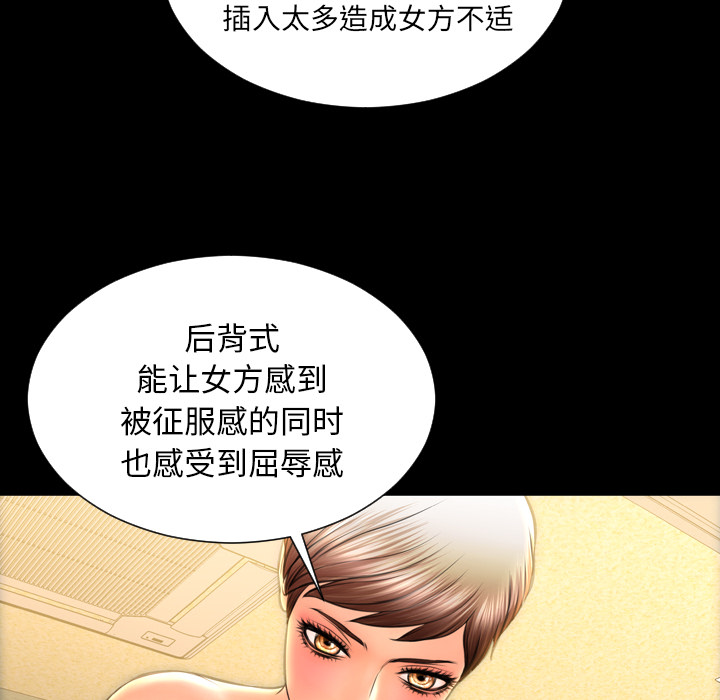 插入太多造成女方不适
后背式
能让女方感到
被征服感的同时
也感受到屈辱感